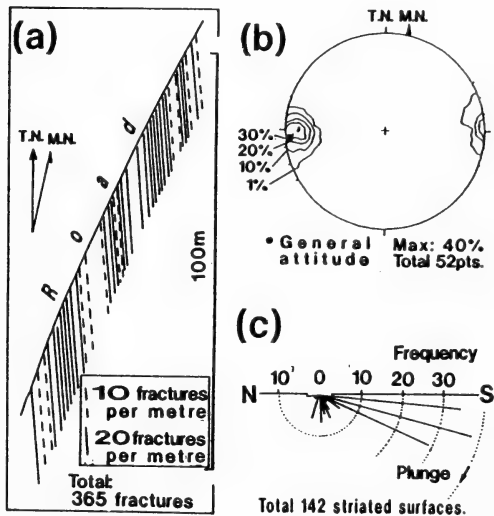 (a)
T.N. M.N.
R o a d
100m
10 fractures
per metre
20 fractures
per metre
Total:
365 fractures
(b)
T.N. M.N.
30%
20%
10%
1%
General
attitude
Max: 40%
Total 52pts.
(c)
Frequency
N 10 0 10 20 30 S
Plunge
Total 142 striated surfaces.